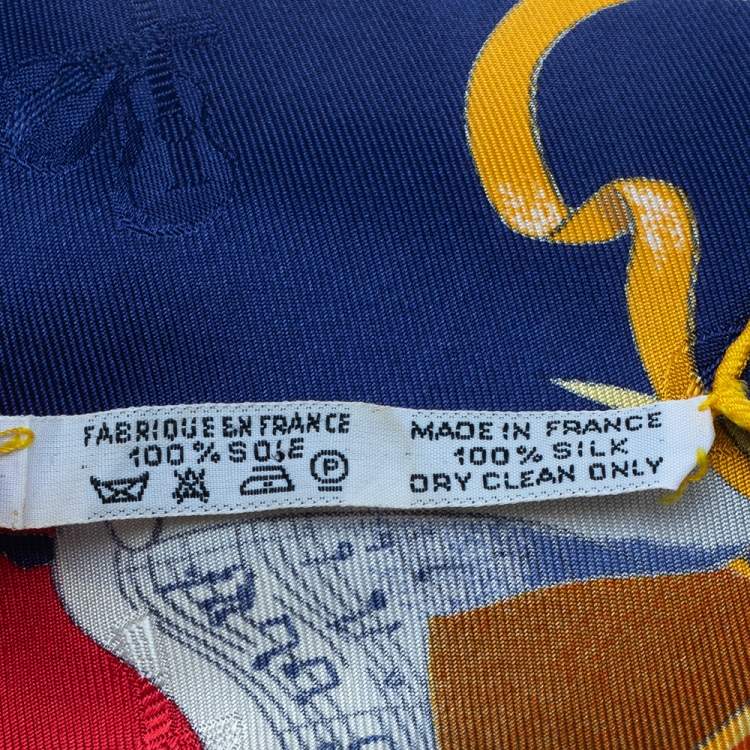 FABRIQUE EN FRANCE
100% SOIE
MADE IN FRANCE
100% SILK
DRY CLEAN ONLY